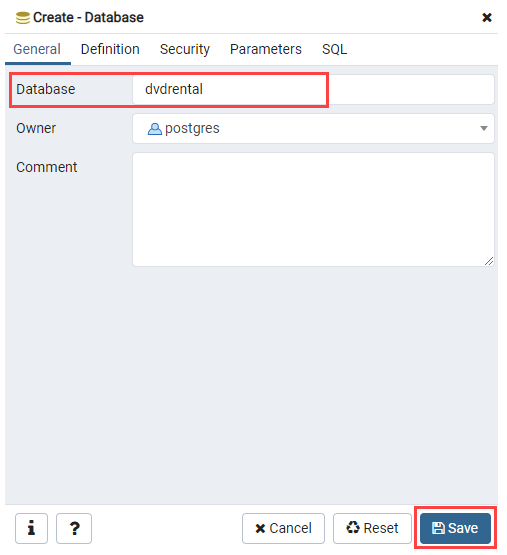 Create - Database
General Definition Security Parameters SQL
Database dvdrental
Owner postgres
Comment
i ? Cancel Reset Save